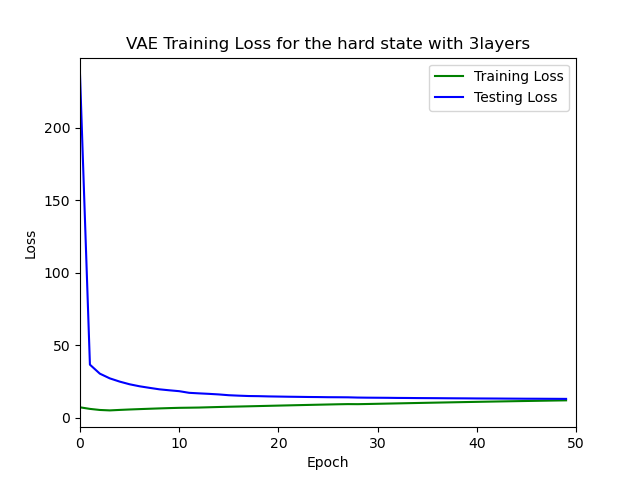 VAE Training Loss for the hard state with 3layers
Training Loss
Testing Loss
200
150
100
50
0
Loss
0 10 20 30 40 50
Epoch